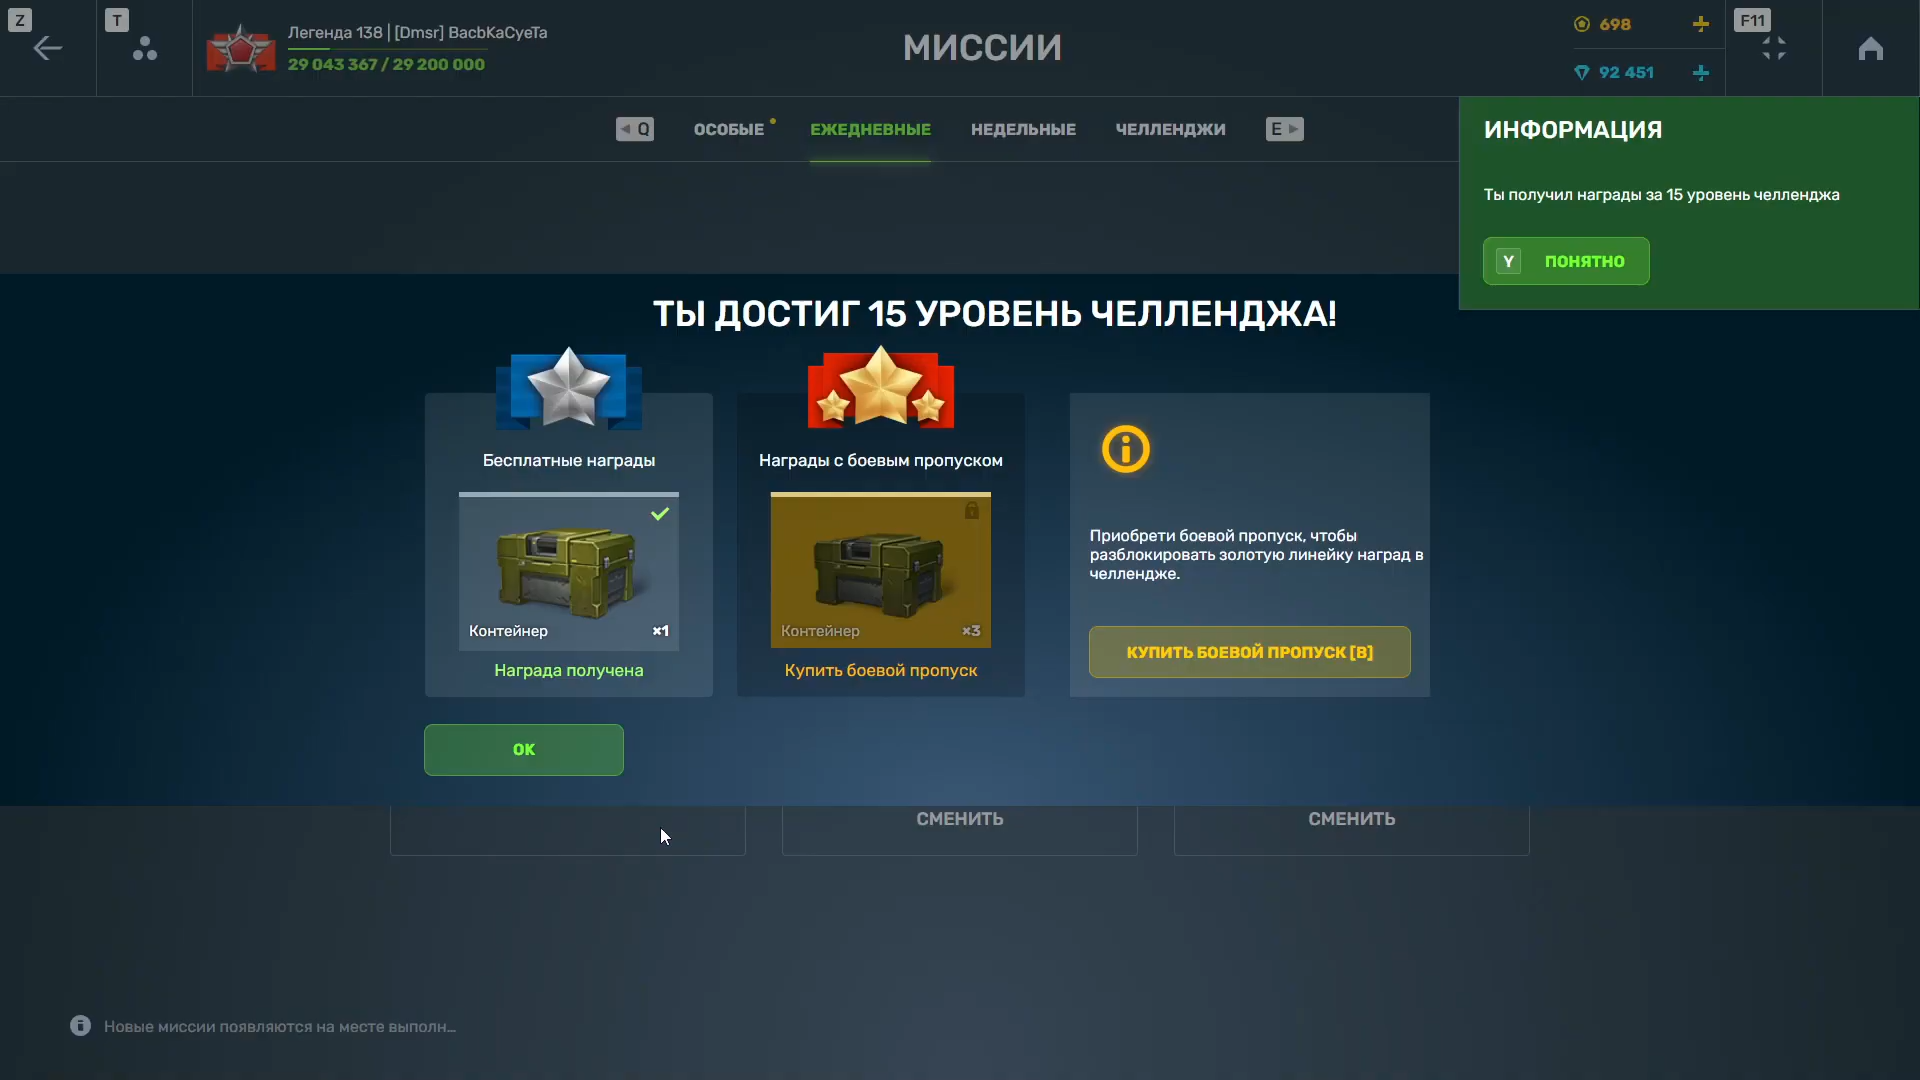 Z
T
Легенда 138 | [Dmsr] BacbKaCyeTa
29 043 367 / 29 200 000
МИССИИ
698
92 451
F11
Q
ОСОБЫЕ
ЕЖЕДНЕВНЫЕ
НЕДЕЛЬНЫЕ
ЧЕЛЛЕНДЖИ
E
ИНФОРМАЦИЯ
Ты получил награды за 15 уровень челленджа
Y ПОНЯТНО
ТЫ ДОСТИГ 15 УРОВЕНЬ ЧЕЛЛЕНДЖА!
Бесплатные награды
Контейнер ×1
Награда получена
Награды с боевым пропуском
Контейнер ×3
Купить боевой пропуск
Приобрети боевой пропуск, чтобы
разблокировать золотую линейку наград в
челлендже.
КУПИТЬ БОЕВОЙ ПРОПУСК [B]
ОК
СМЕНИТЬ
СМЕНИТЬ
Новые миссии появляются на месте выполн...